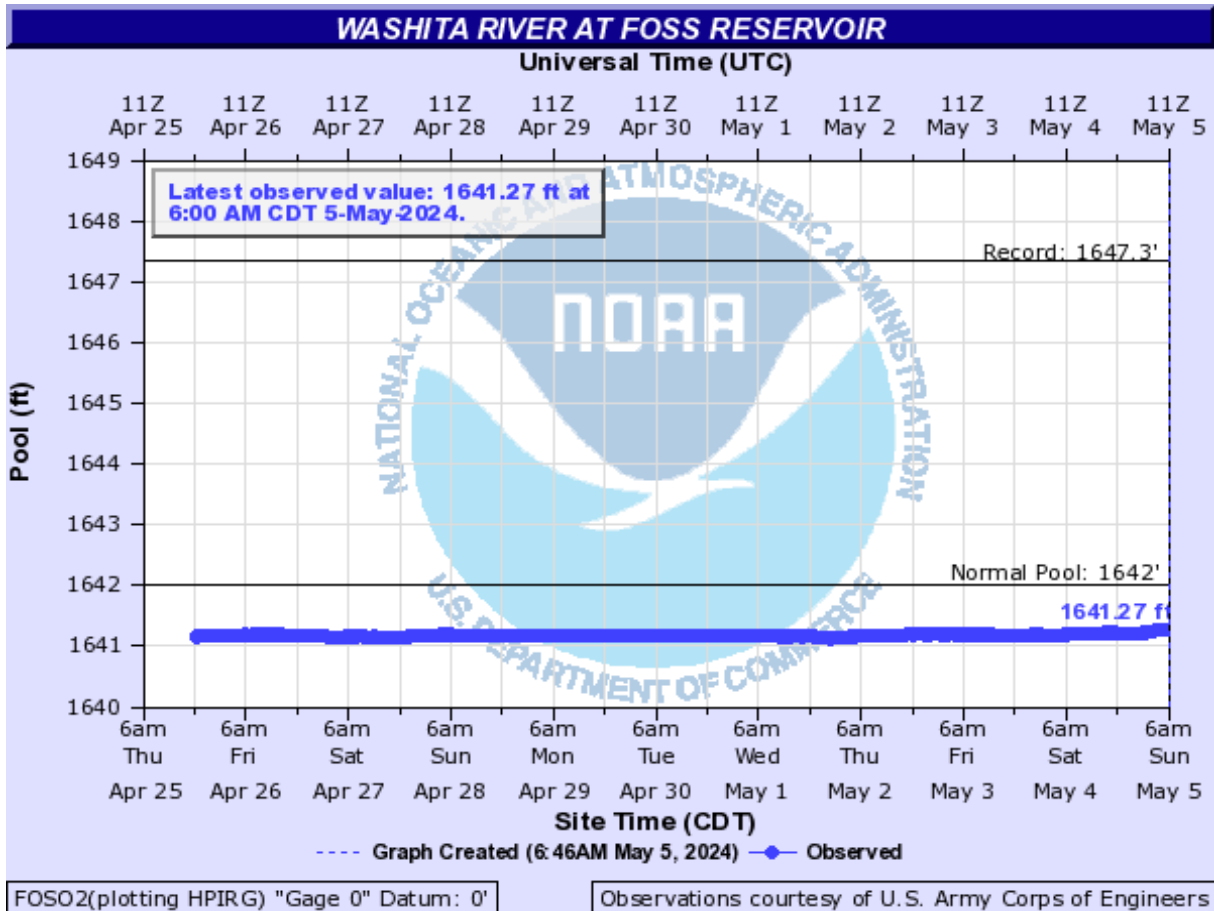 WASHITA RIVER AT FOSS RESERVOIR
Universal Time (UTC)
11Z 11Z 11Z 11Z 11Z 11Z 11Z 11Z 11Z 11Z 11Z
Apr 25 Apr 26 Apr 27 Apr 28 Apr 29 Apr 30 May 1 May 2 May 3 May 4 May 5
Latest observed value: 1641.27 ft at
6:00 AM CDT 5-May-2024.
NATIONAL OCEANIC AND ATMOSPHERIC ADMINISTRATION
NOAA
U.S. DEPARTMENT OF COMMERCE
Pool (ft)
1649
1648
1647
1646
1645
1644
1643
1642
1641
1640
Record: 1647.3'
Normal Pool: 1642'
1641.27 ft
6am 6am 6am 6am 6am 6am 6am 6am 6am 6am 6am
Thu Fri Sat Sun Mon Tue Wed Thu Fri Sat Sun
Apr 25 Apr 26 Apr 27 Apr 28 Apr 29 Apr 30 May 1 May 2 May 3 May 4 May 5
Site Time (CDT)
Graph Created (6:46AM May 5, 2024) Observed
FOSO2(plotting HPIRG) "Gage 0" Datum: 0'
Observations courtesy of U.S. Army Corps of Engineers